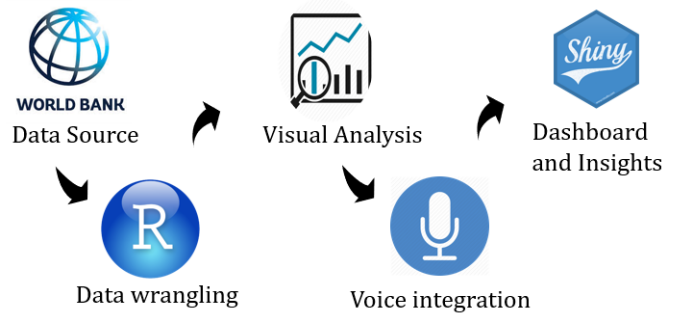 WORLD BANK
Data Source
R
Data wrangling
Visual Analysis
Voice integration
Shiny
Dashboard
and Insights